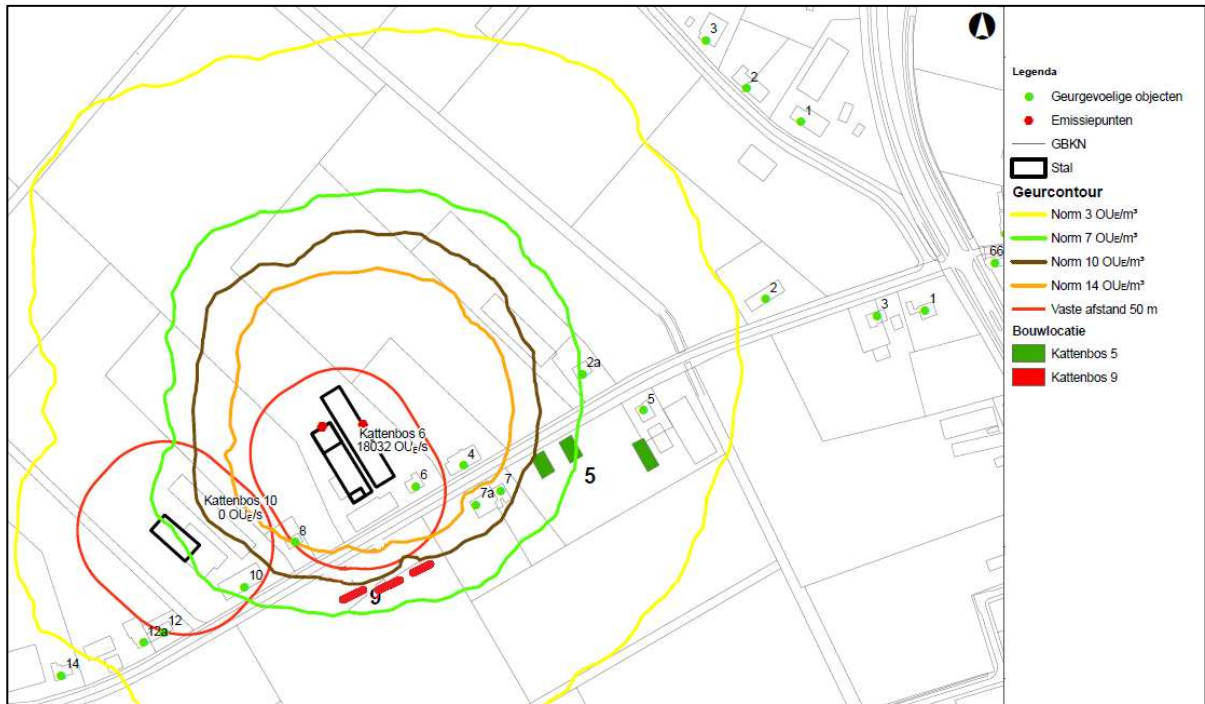 3
2
1
66
2
3
1
2a
5
Kattenbos 6
18032 OUE/s
4
6
7
7a
5
Kattenbos 10
0 OUE/s
8
10
9
12
12a
14
Legenda
Geurgevoelige objecten
Emissiepunten
GBKN
Stal
Geurcontour
Norm 3 OUE/m³
Norm 7 OUE/m³
Norm 10 OUE/m³
Norm 14 OUE/m³
Vaste afstand 50 m
Bouwlocatie
Kattenbos 5
Kattenbos 9